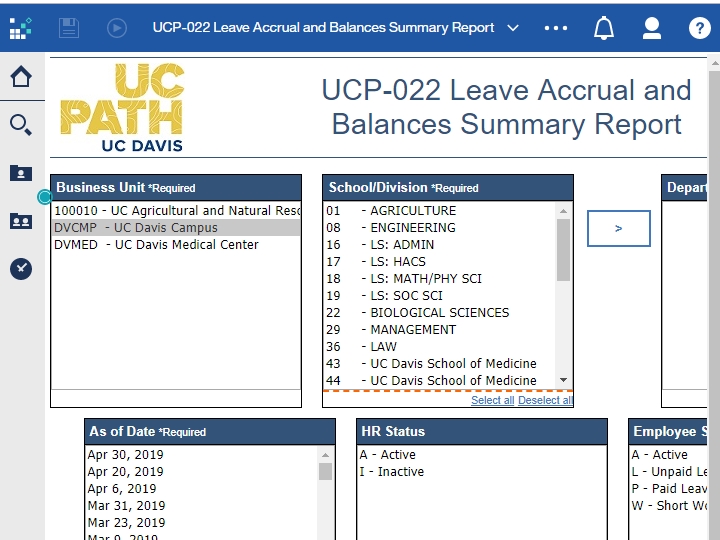 UCP-022 Leave Accrual and Balances Summary Report
?
UC
PATH
UC DAVIS
UCP-022 Leave Accrual and
Balances Summary Report
Business Unit *Required
100010 - UC Agricultural and Natural
DVCMP - UC Davis Campus
DVMED - UC Davis Medical Center
School/Division *Required
01 - AGRICULTURE
08 - ENGINEERING
16 - LS: ADMIN
17 - LS: HACS
18 - LS: MATH/PHY SCI
19 - LS: SOC SCI
22 - BIOLOGICAL SCIENCES
29 - MANAGEMENT
36 - LAW
43 - UC Davis School of Medicine
44 - UC Davis School of Medicine
Select all Deselect all
>
As of Date *Required
Apr 30, 2019
Apr 20, 2019
Apr 6, 2019
Mar 31, 2019
Mar 23, 2019
Mar 9, 2019
HR Status
A - Active
I - Inactive
Employee
A - Active
L - Unpaid
P - Paid
W - Short